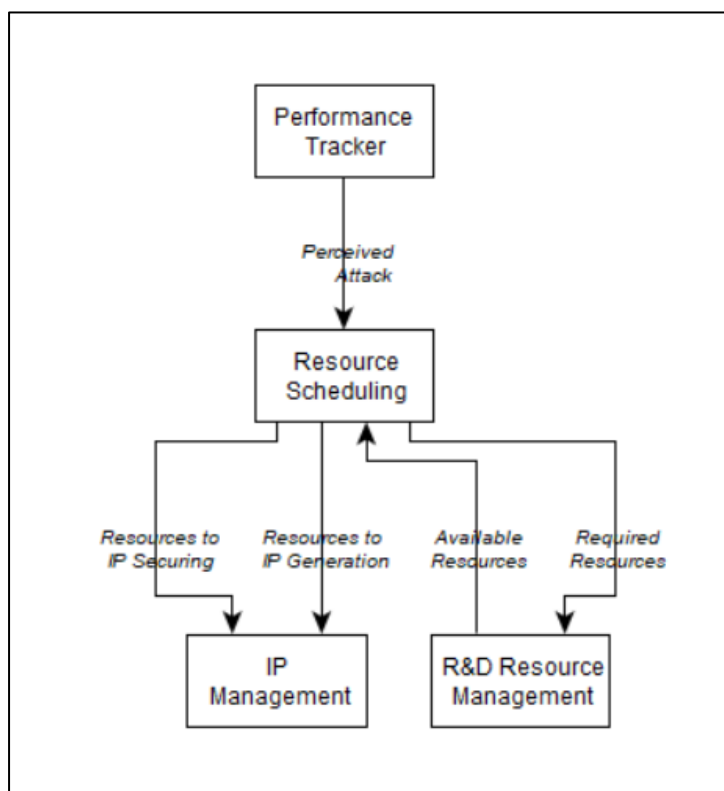 Performance
Tracker
Perceived
Attack
Resource
Scheduling
Resources to
IP Securing
Resources to
IP Generation
Available
Resources
Required
Resources
IP
Management
R&D Resource
Management